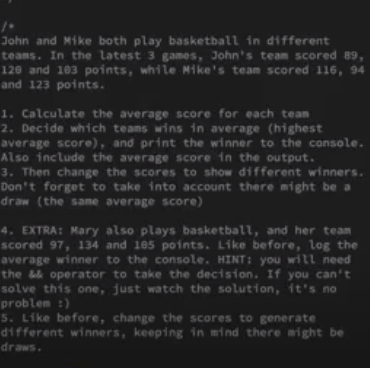 /*
John and Mike both play basketball in different
teams. In the latest 3 games, John's team scored 89,
120 and 103 points, while Mike's team scored 116, 94
and 123 points.
1. Calculate the average score for each team
2. Decide which teams wins in average (highest
average score), and print the winner to the console.
Also include the average score in the output.
3. Then change the scores to show different winners.
Don't forget to take into account there might be a
draw (the same average score)
4. EXTRA: Mary also plays basketball, and her team
scored 97, 134 and 105 points. Like before, log the
average winner to the console. HINT: you will need
the && operator to take the decision. If you can't
solve this one, just watch the solution, it's no
problem :)
5. Like before, change the scores to generate
different winners, keeping in mind there might be
draws.